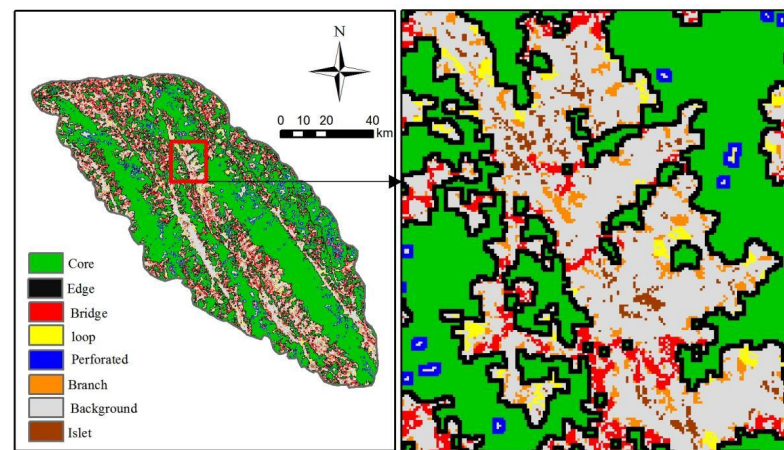 N
0 10 20 40
km
Core
Edge
Bridge
loop
Perforated
Branch
Background
Islet